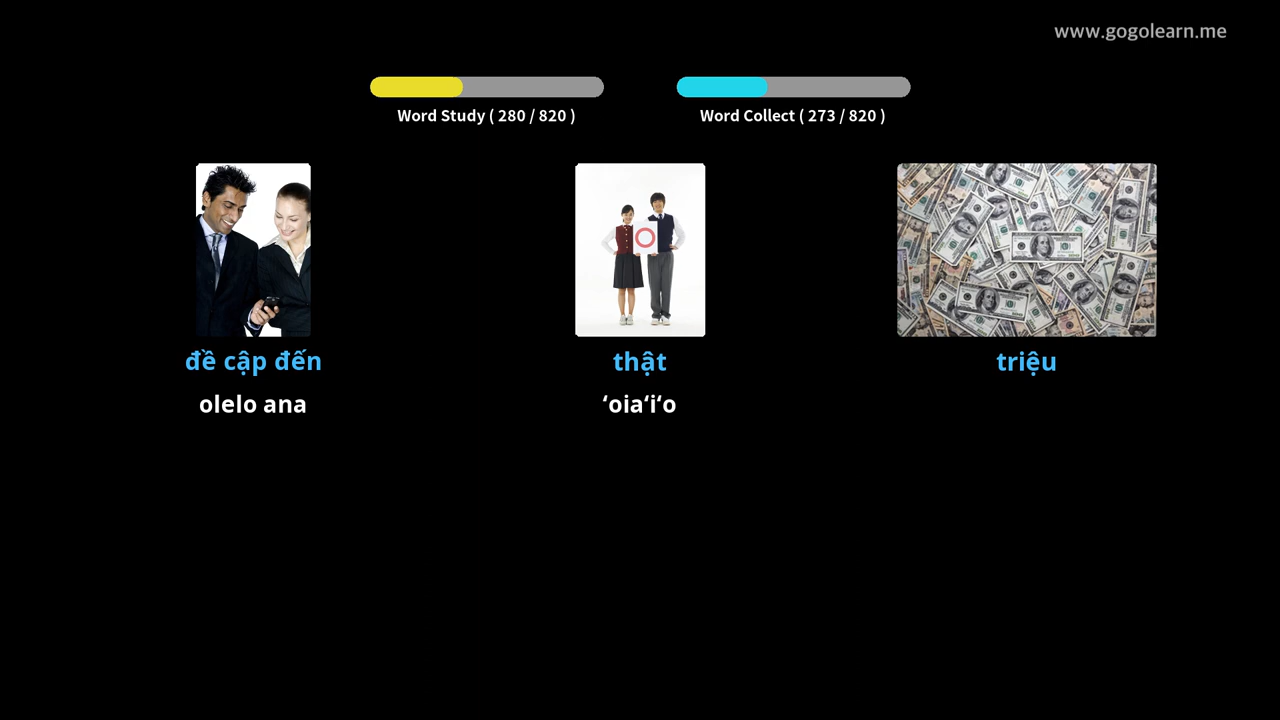 www.gogolearn.me
Word Study ( 280 / 820 )
Word Collect ( 273 / 820 )
đề cập đến
thật
triệu
olelo ana
ʻoiaʻiʻo